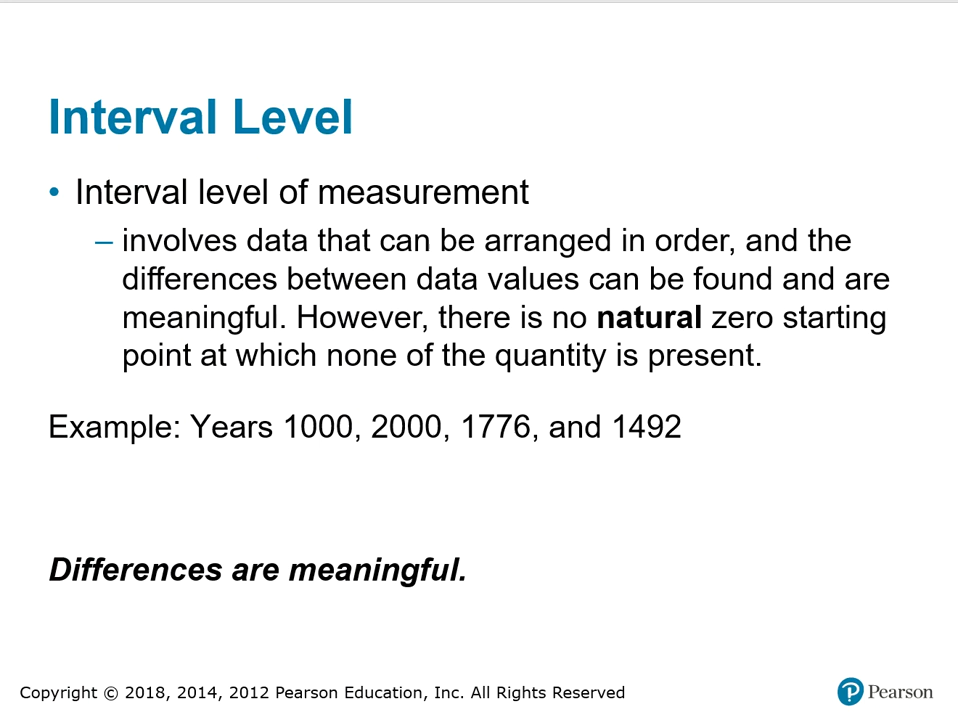 Interval Level
• Interval level of measurement
– involves data that can be arranged in order, and the
differences between data values can be found and are
meaningful. However, there is no natural zero starting
point at which none of the quantity is present.
Example: Years 1000, 2000, 1776, and 1492
Differences are meaningful.
Copyright © 2018, 2014, 2012 Pearson Education, Inc. All Rights Reserved
P Pearson